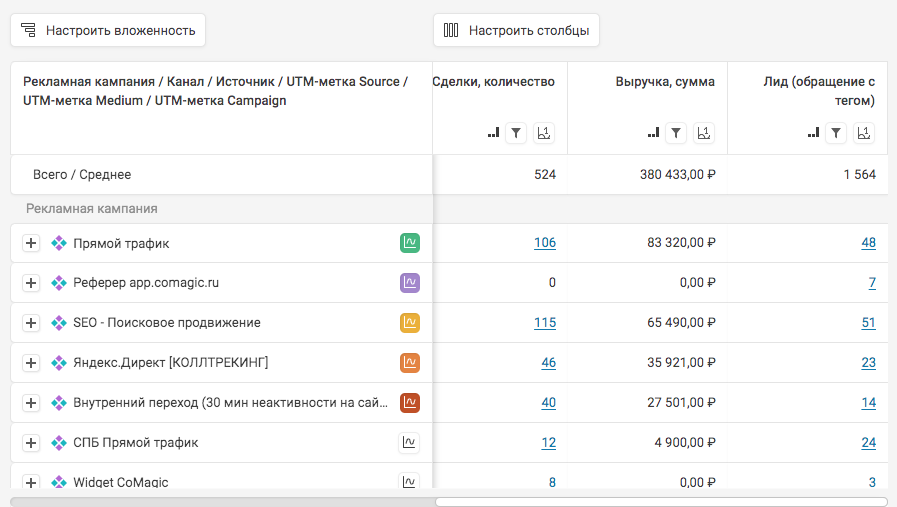 Настроить вложенность
Настроить столбцы
Рекламная кампания / Канал / Источник / UTM-метка Source /
UTM-метка Medium / UTM-метка Campaign
Сделки, количество
Выручка, сумма
Лид (обращение с
тегом)
Всего / Среднее 524 380 433,00 ₽ 1 564
Рекламная кампания
Прямой трафик 106 83 320,00 ₽ 48
Реферер app.comagic.ru 0 0,00 ₽ 7
SEO - Поисковое продвижение 115 65 490,00 ₽ 51
Яндекс.Директ [КОЛЛТРЕКИНГ] 46 35 921,00 ₽ 23
Внутренний переход (30 мин неактивности на сай... 40 27 501,00 ₽ 14
СПБ Прямой трафик 12 4 900,00 ₽ 24
Widget CoMagic 8 0,00 ₽ 3